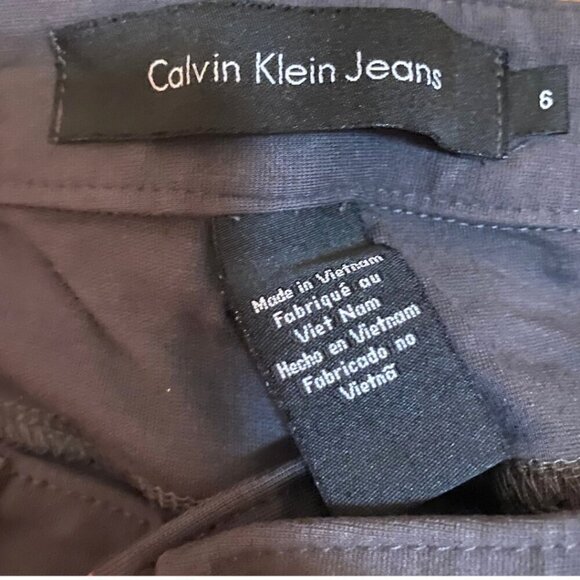 Calvin Klein Jeans
6
Made in Vietnam
Fabriqué au
Viet Nam
Hecho en Vietnam
Fabricado no
Vietnã